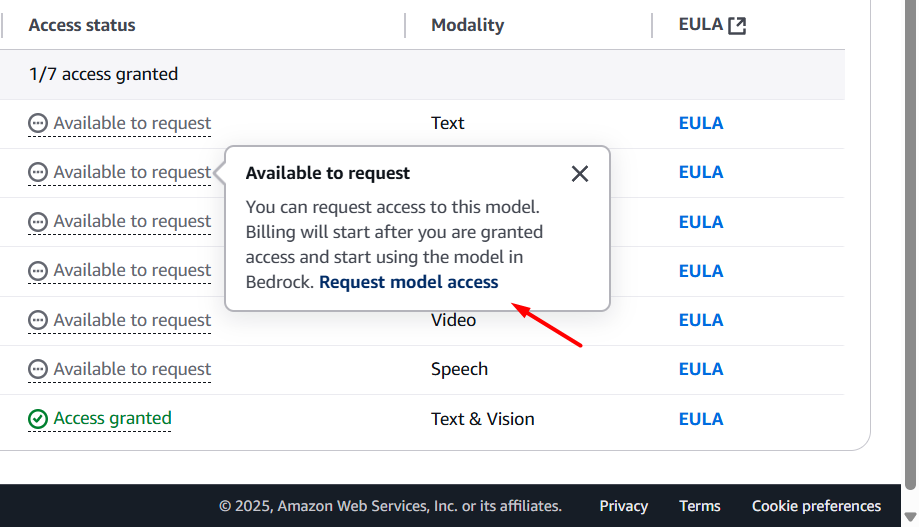 Access status Modality EULA
1/7 access granted
Available to request Text EULA
Available to request EULA
Available to request
You can request access to this model.
Billing will start after you are granted
access and start using the model in
Bedrock. Request model access
Available to request EULA
Available to request EULA
Available to request Video EULA
Available to request Speech EULA
Access granted Text & Vision EULA
© 2025, Amazon Web Services, Inc. or its affiliates. Privacy Terms Cookie preferences